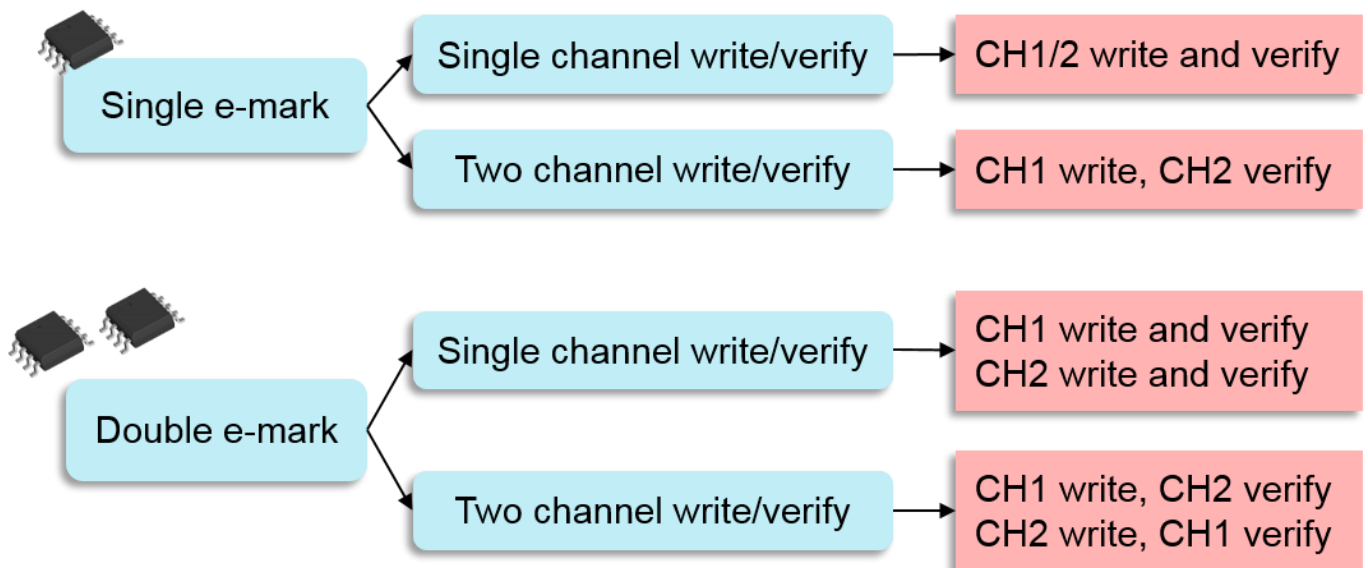 Single e-mark
Single channel write/verify
CH1/2 write and verify
Two channel write/verify
CH1 write, CH2 verify
Double e-mark
Single channel write/verify
CH1 write and verify
CH2 write and verify
Two channel write/verify
CH1 write, CH2 verify
CH2 write, CH1 verify